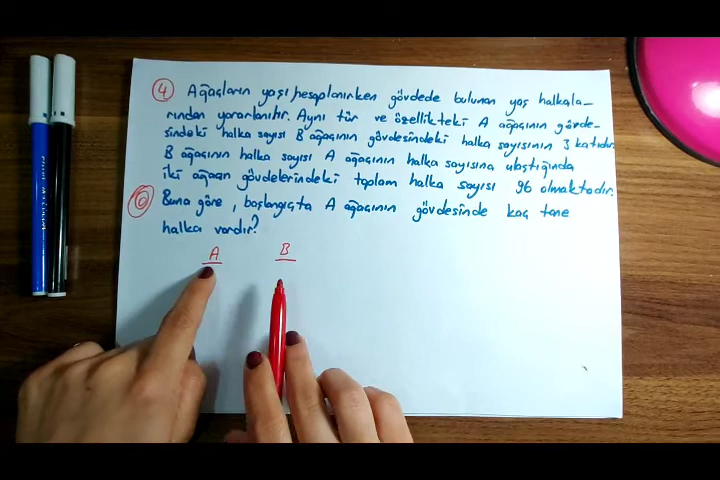 4 Ağaçların yaşı hesaplanırken gövdede bulunan yaş halkala-
rından yararlanılır. Aynı tür ve özellikteki A ağacının gövde-
sindeki halka sayısı B ağacının gövdesindeki halka sayısının 3 katıdır.
B ağacının halka sayısı A ağacının halka sayısına ulaştığında
iki ağacın gövdelerindeki toplam halka sayısı 96 olmaktadır.
Buna göre, başlangıçta A ağacının gövdesinde kaç tane
halka vardır?
A B